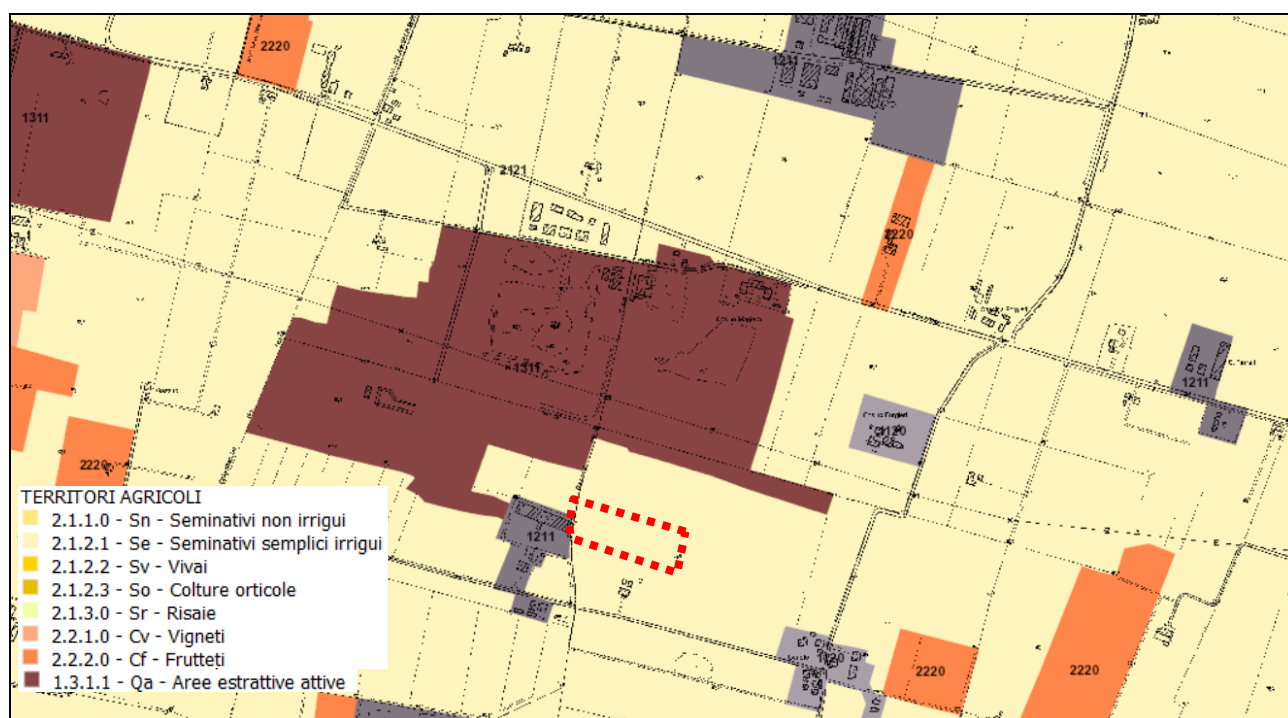 2220
1211
1311
2121
2220
1311
1211
1120
2220
1211
1120
2220
2220
TERRITORI AGRICOLI
2.1.1.0 - Sn - Seminativi non irrigui
2.1.2.1 - Se - Seminativi semplici irrigui
2.1.2.2 - Sv - Vivai
2.1.2.3 - So - Colture orticole
2.1.3.0 - Sr - Risaie
2.2.1.0 - Cv - Vigneti
2.2.2.0 - Cf - Frutteți
1.3.1.1 - Qa - Aree estrattive attive